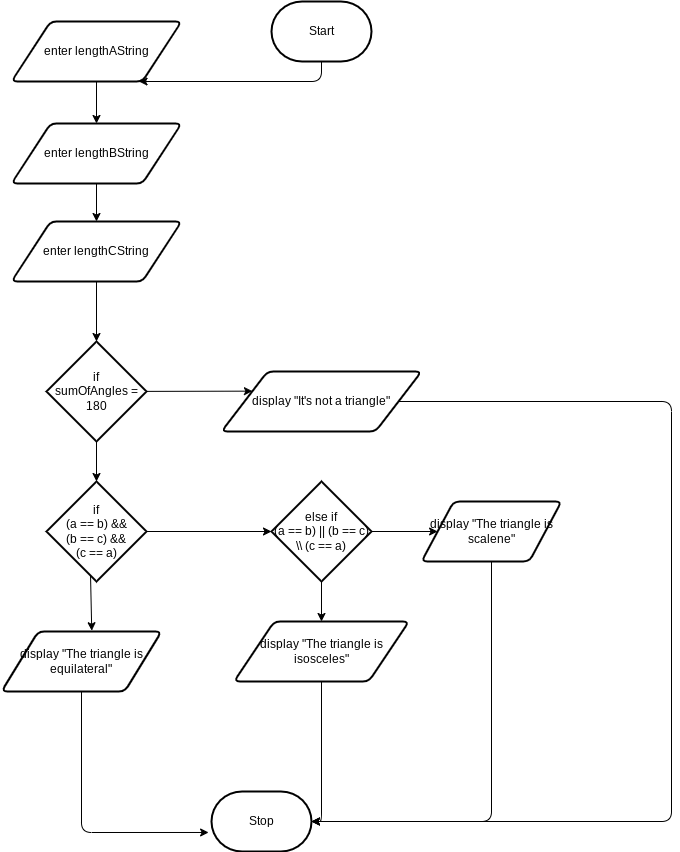 Start
enter lengthAString
enter lengthBString
enter lengthCString
if
sumOfAngles =
180
display "It's not a triangle"
if
(a == b) &&
(b == c) &&
(c == a)
else if
(a == b) || (b == c)
\\ (c == a)
display "The triangle is
scalene"
display "The triangle is
equilateral"
display "The triangle is
isosceles"
Stop